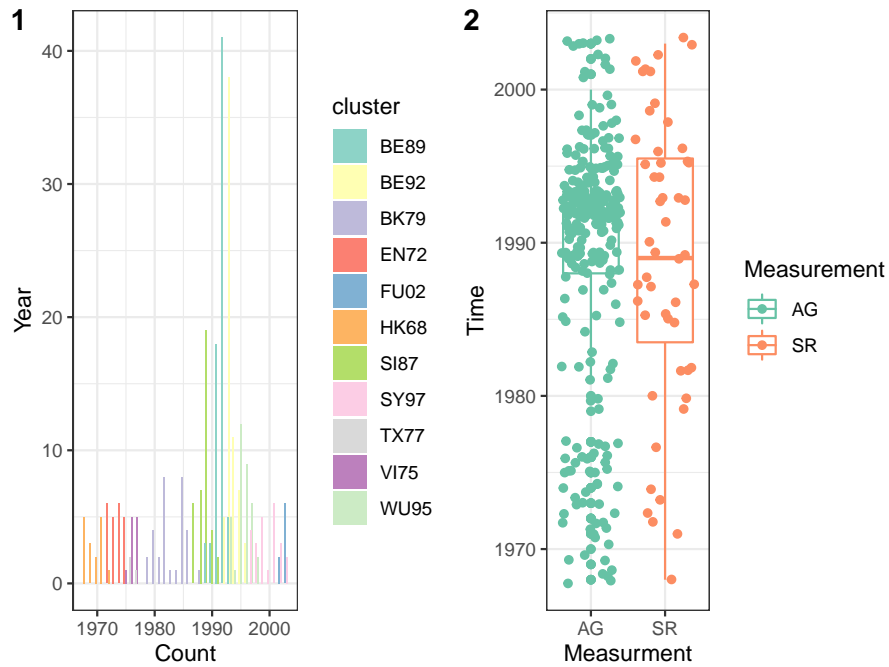 1
40
30
20
10
0
Year
1970 1980 1990 2000
Count
cluster
BE89
BE92
BK79
EN72
FU02
HK68
SI87
SY97
TX77
VI75
WU95
2
2000
1990
1980
1970
Time
AG SR
Measurment
Measurement
AG
SR